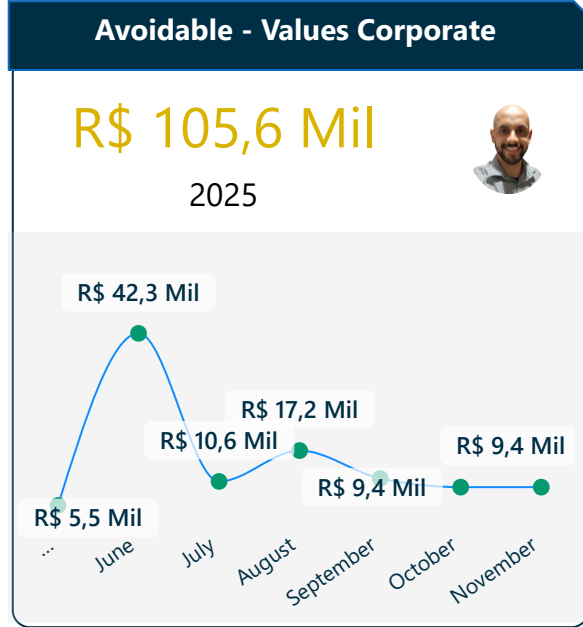 Avoidable - Values Corporate
R$ 105,6 Mil
2025
R$ 42,3 Mil
R$ 17,2 Mil
R$ 10,6 Mil
R$ 9,4 Mil
R$ 9,4 Mil
R$ 5,5 Mil
... June July August September October November